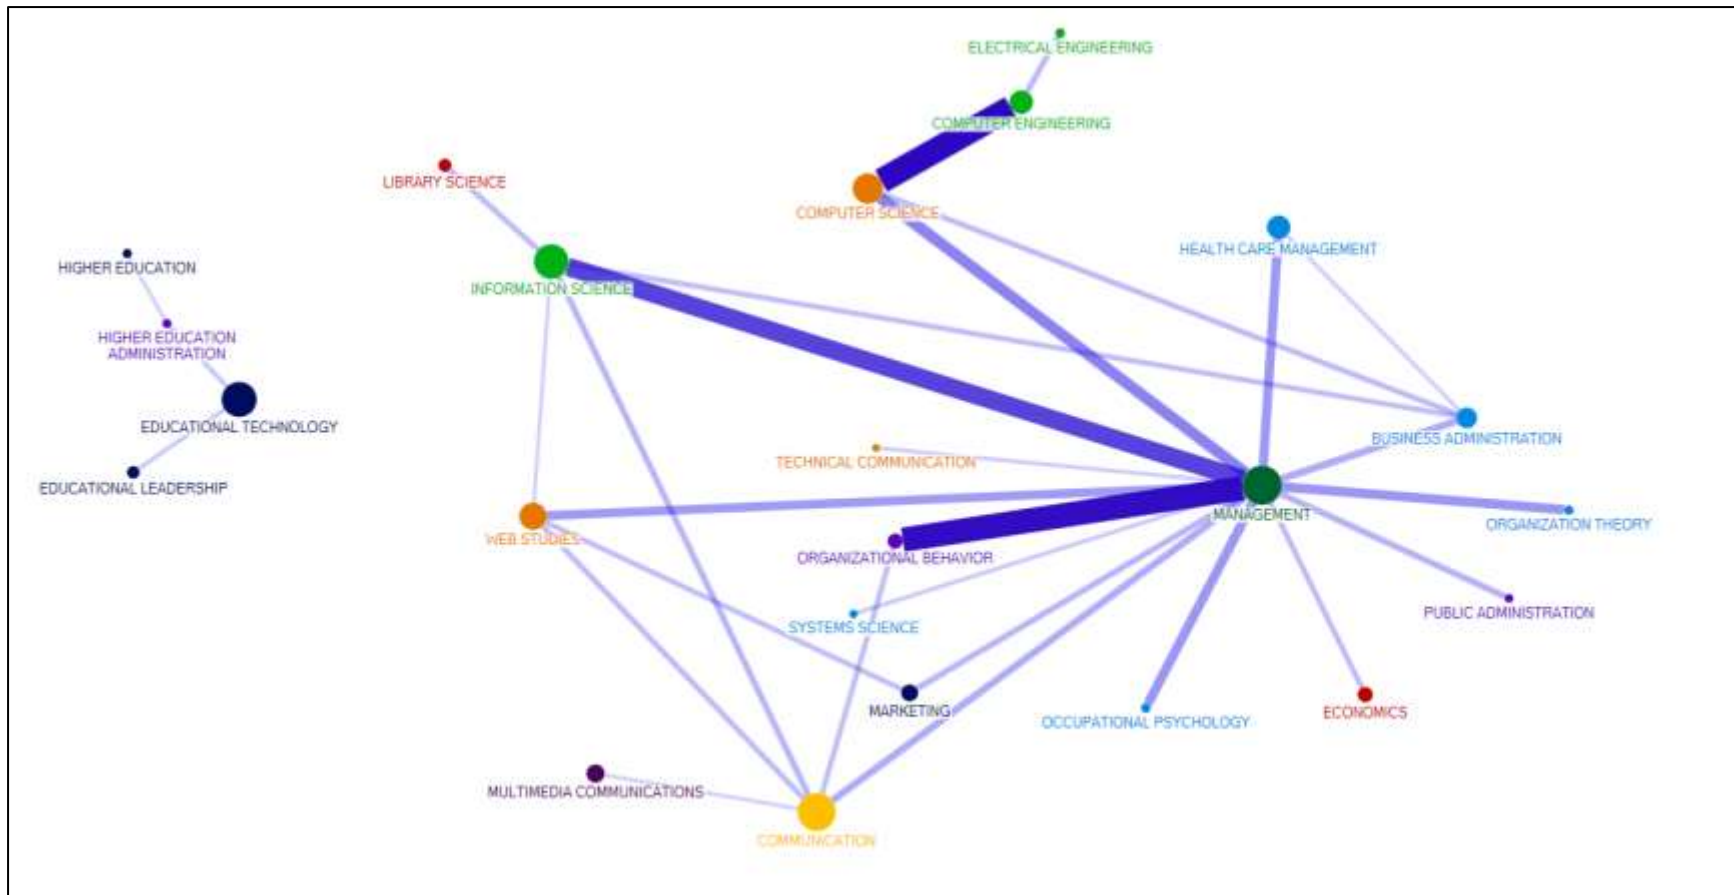 ELECTRICAL ENGINEERING
COMPUTER ENGINEERING
LIBRARY SCIENCE
COMPUTER SCIENCE
HEALTH CARE MANAGEMENT
HIGHER EDUCATION
INFORMATION SCIENCE
HIGHER EDUCATION
ADMINISTRATION
EDUCATIONAL TECHNOLOGY
BUSINESS ADMINISTRATION
TECHNICAL COMMUNICATION
EDUCATIONAL LEADERSHIP
MANAGEMENT
ORGANIZATION THEORY
WEB STUDIES
ORGANIZATIONAL BEHAVIOR
PUBLIC ADMINISTRATION
SYSTEMS SCIENCE
MARKETING
ECONOMICS
OCCUPATIONAL PSYCHOLOGY
MULTIMEDIA COMMUNICATIONS
COMMUNICATION